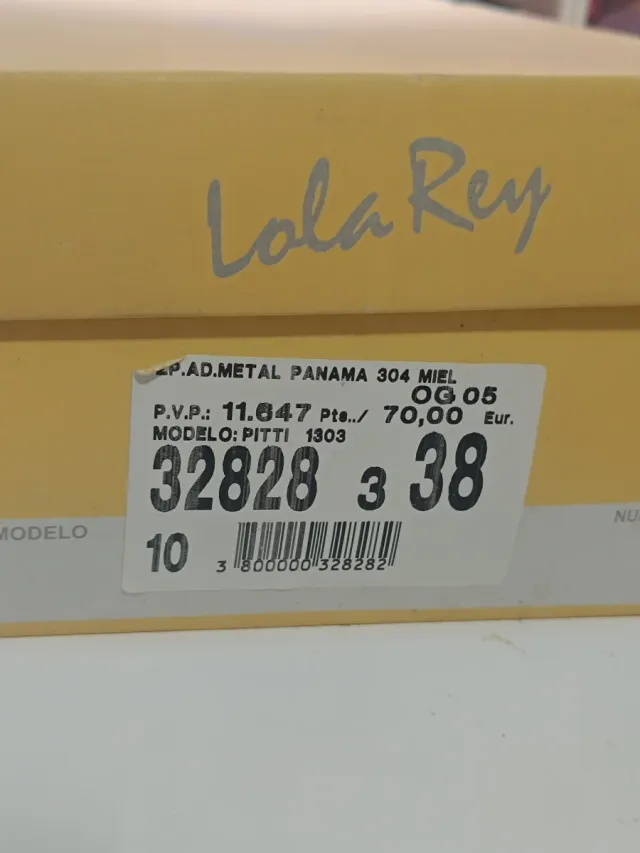 Lola Rey
ZP.AD.METAL PANAMA 304 MIEL
OG 05
P.V.P.: 11.647 Pts../ 70,00 Eur.
MODELO: PITTI 1303
32828 3 38
MODELO
10
3 800000 328282